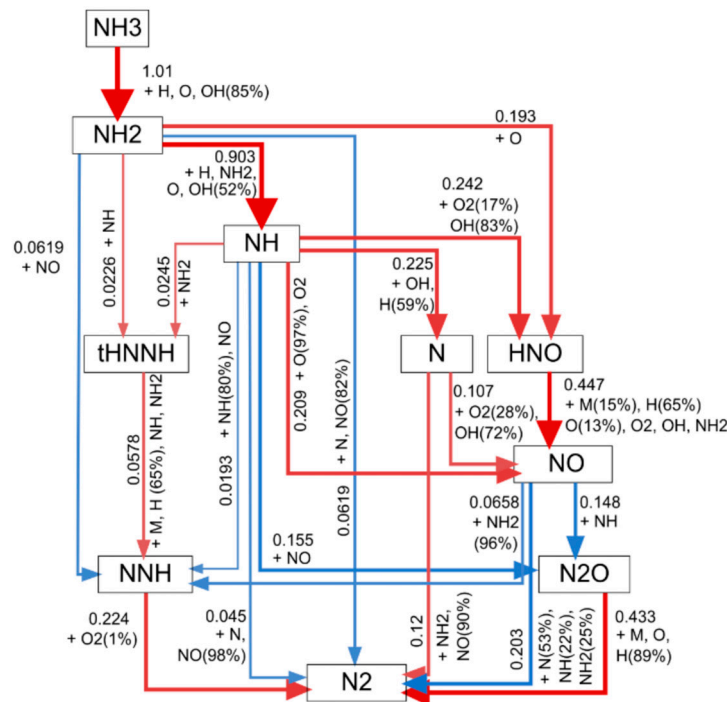 NH3
1.01
+ H, O, OH(85%)
NH2
0.193
+ O
0.903
+ H, NH2,
O, OH(52%)
0.242
+ O2(17%)
OH(83%)
0.0619
+ NO
0.0226 + NH
NH
0.0245
+ NH2
0.225
+ OH,
H(59%)
tHNNH
N
HNO
0.0193 + NH(80%), NO
0.209 + O(97%), O2
0.0619 + N, NO(82%)
0.107
+ O2(28%),
OH(72%)
0.447
+ M(15%), H(65%)
O(13%), O2, OH, NH2
0.0578
+ M, H (65%), NH, NH2
NO
0.0658
+ NH2
(96%)
0.148
+ NH
0.155
+ NO
NNH
N2O
0.224
+ O2(1%)
0.045
+ N,
NO(98%)
0.12
+ NH2,
NO(90%)
0.203
+ N(53%),
NH(22%),
NH2(25%)
0.433
+ M, O,
H(89%)
N2